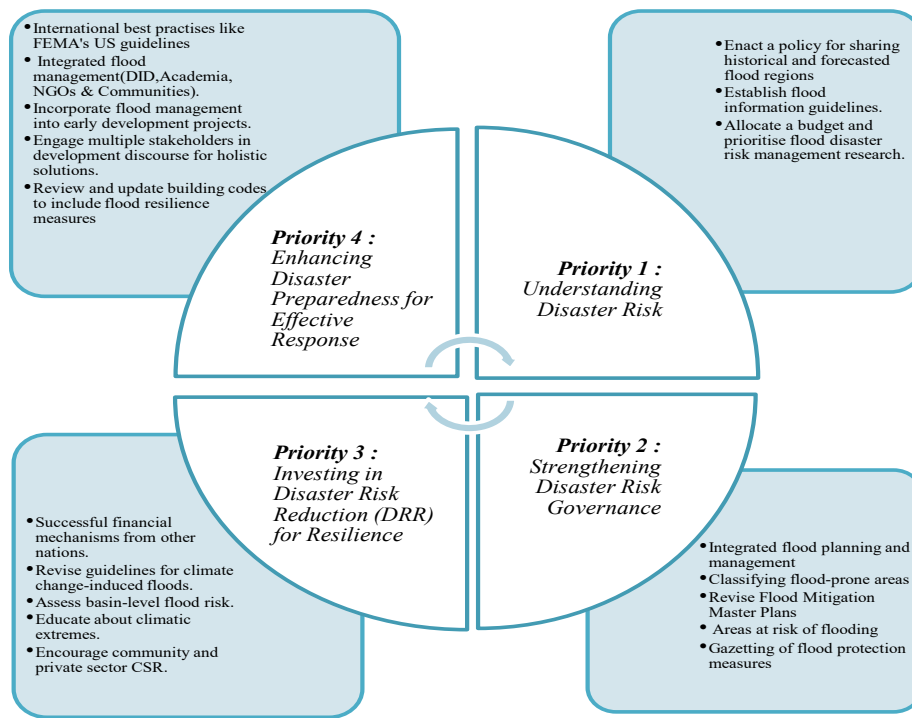 •International best practises like
FEMA's US guidelines
• Integrated flood
management(DID,Academia,
NGOs & Communities).
•Incorporate flood management
into early development projects.
•Engage multiple stakeholders in
development discourse for holistic
solutions.
•Review and update building codes
to include flood resilience
measures
•Enact a policy for sharing
historical and forecasted
flood regions
•Establish flood
information guidelines.
•Allocate a budget and
prioritise flood disaster
risk management research.
Priority 4 :
Enhancing
Disaster
Preparedness for
Effective
Response
Priority 1 :
Understanding
Disaster Risk
Priority 3 :
Investing in
Disaster Risk
Reduction (DRR)
for Resilience
Priority 2 :
Strengthening
Disaster Risk
Governance
•Successful financial
mechanisms from other
nations.
•Revise guidelines for climate
change-induced floods.
•Assess basin-level flood risk.
•Educate about climatic
extremes.
•Encourage community and
private sector CSR.
•Integrated flood planning and
management
•Classifying flood-prone areas
•Revise Flood Mitigation
Master Plans
• Areas at risk of flooding
•Gazetting of flood protection
measures